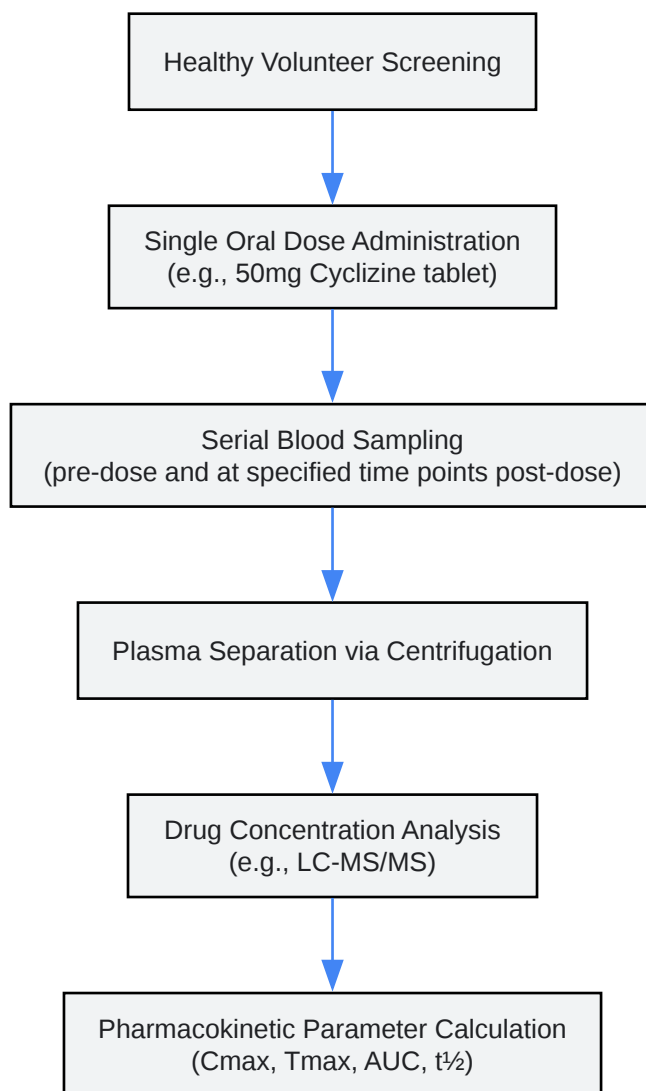 Healthy Volunteer Screening
Single Oral Dose Administration
(e.g., 50mg Cyclizine tablet)
Serial Blood Sampling
(pre-dose and at specified time points post-dose)
Plasma Separation via Centrifugation
Drug Concentration Analysis
(e.g., LC-MS/MS)
Pharmacokinetic Parameter Calculation
(Cmax, Tmax, AUC, t½)